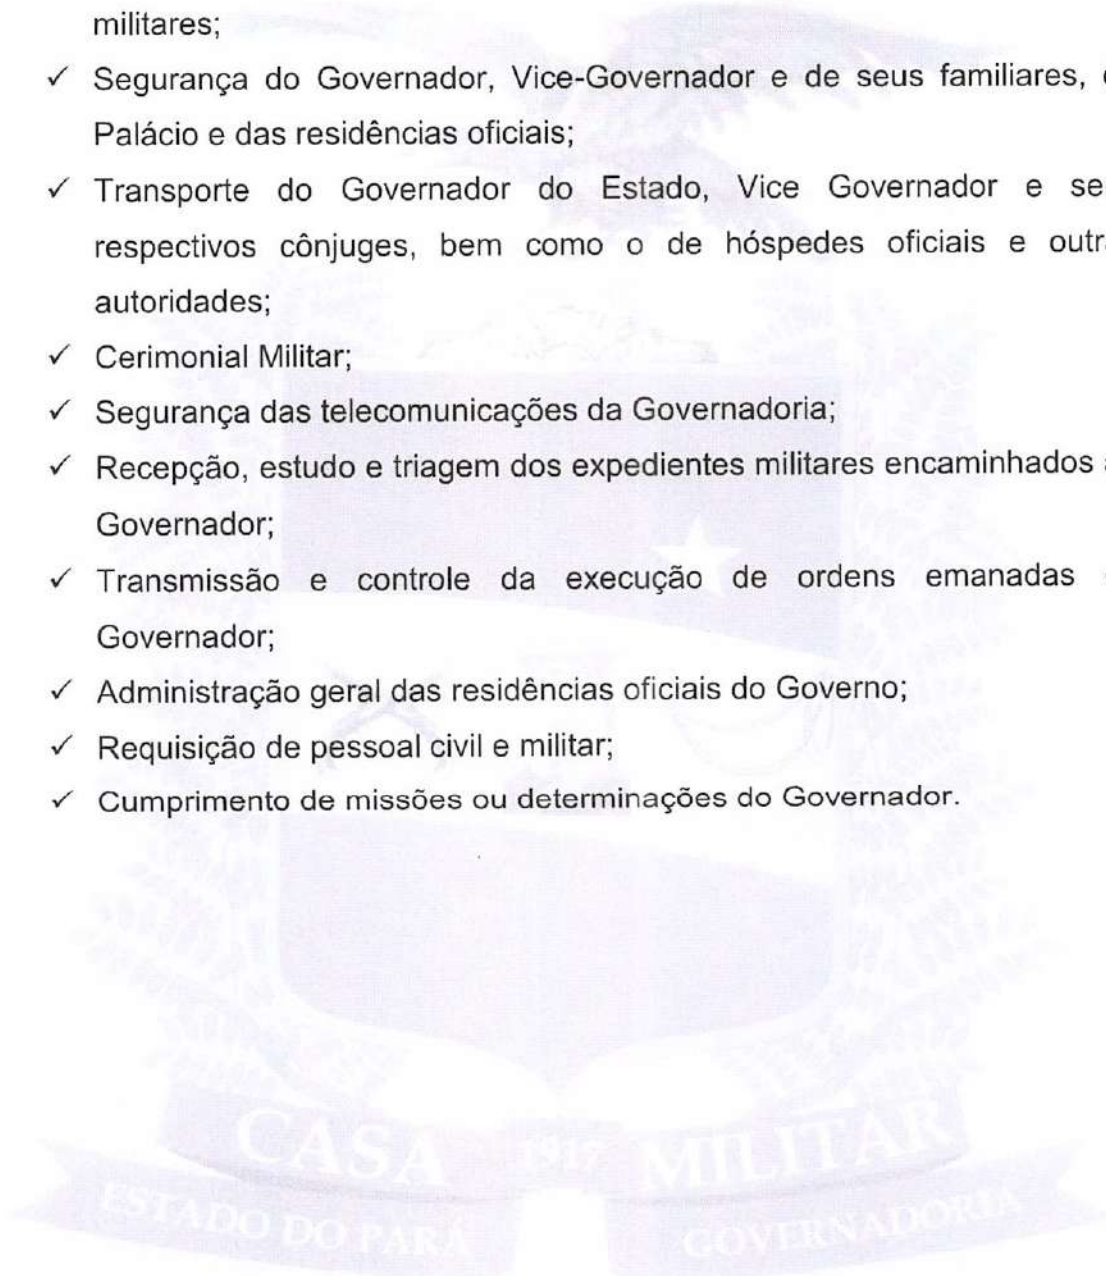 militares;
✓ Segurança do Governador, Vice-Governador e de seus familiares,
Palácio e das residências oficiais;
✓ Transporte do Governador do Estado, Vice Governador e
respectivos cônjuges, bem como o de hóspedes oficiais e
autoridades;
✓ Cerimonial Militar;
✓ Segurança das telecomunicações da Governadoria;
✓ Recepção, estudo e triagem dos expedientes militares encaminhados
Governador;
✓ Transmissão e controle da execução de ordens emanadas
Governador;
✓ Administração geral das residências oficiais do Governo;
✓ Requisição de pessoal civil e militar;
✓ Cumprimento de missões ou determinações do Governador.
CASA 1917 MILITAR
ESTADO DO PARÁ GOVERNADORIA